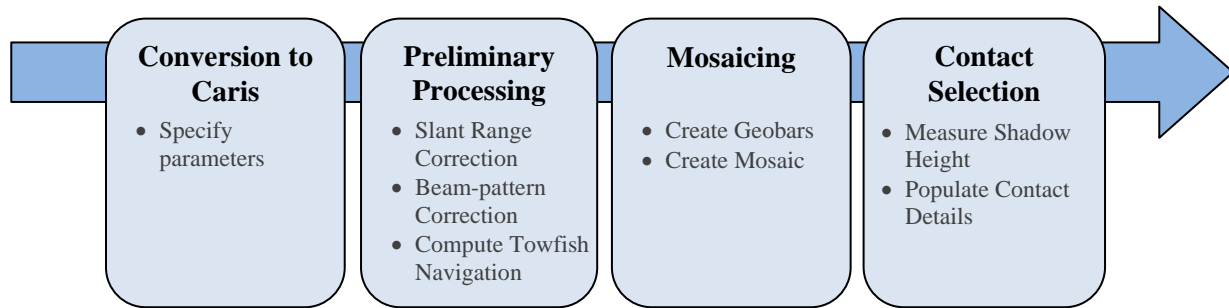 Conversion to
Caris
• Specify
parameters
Preliminary
Processing
• Slant Range
Correction
• Beam-pattern
Correction
• Compute Towfish
Navigation
Mosaicing
• Create Geobars
• Create Mosaic
Contact
Selection
• Measure Shadow
Height
• Populate Contact
Details